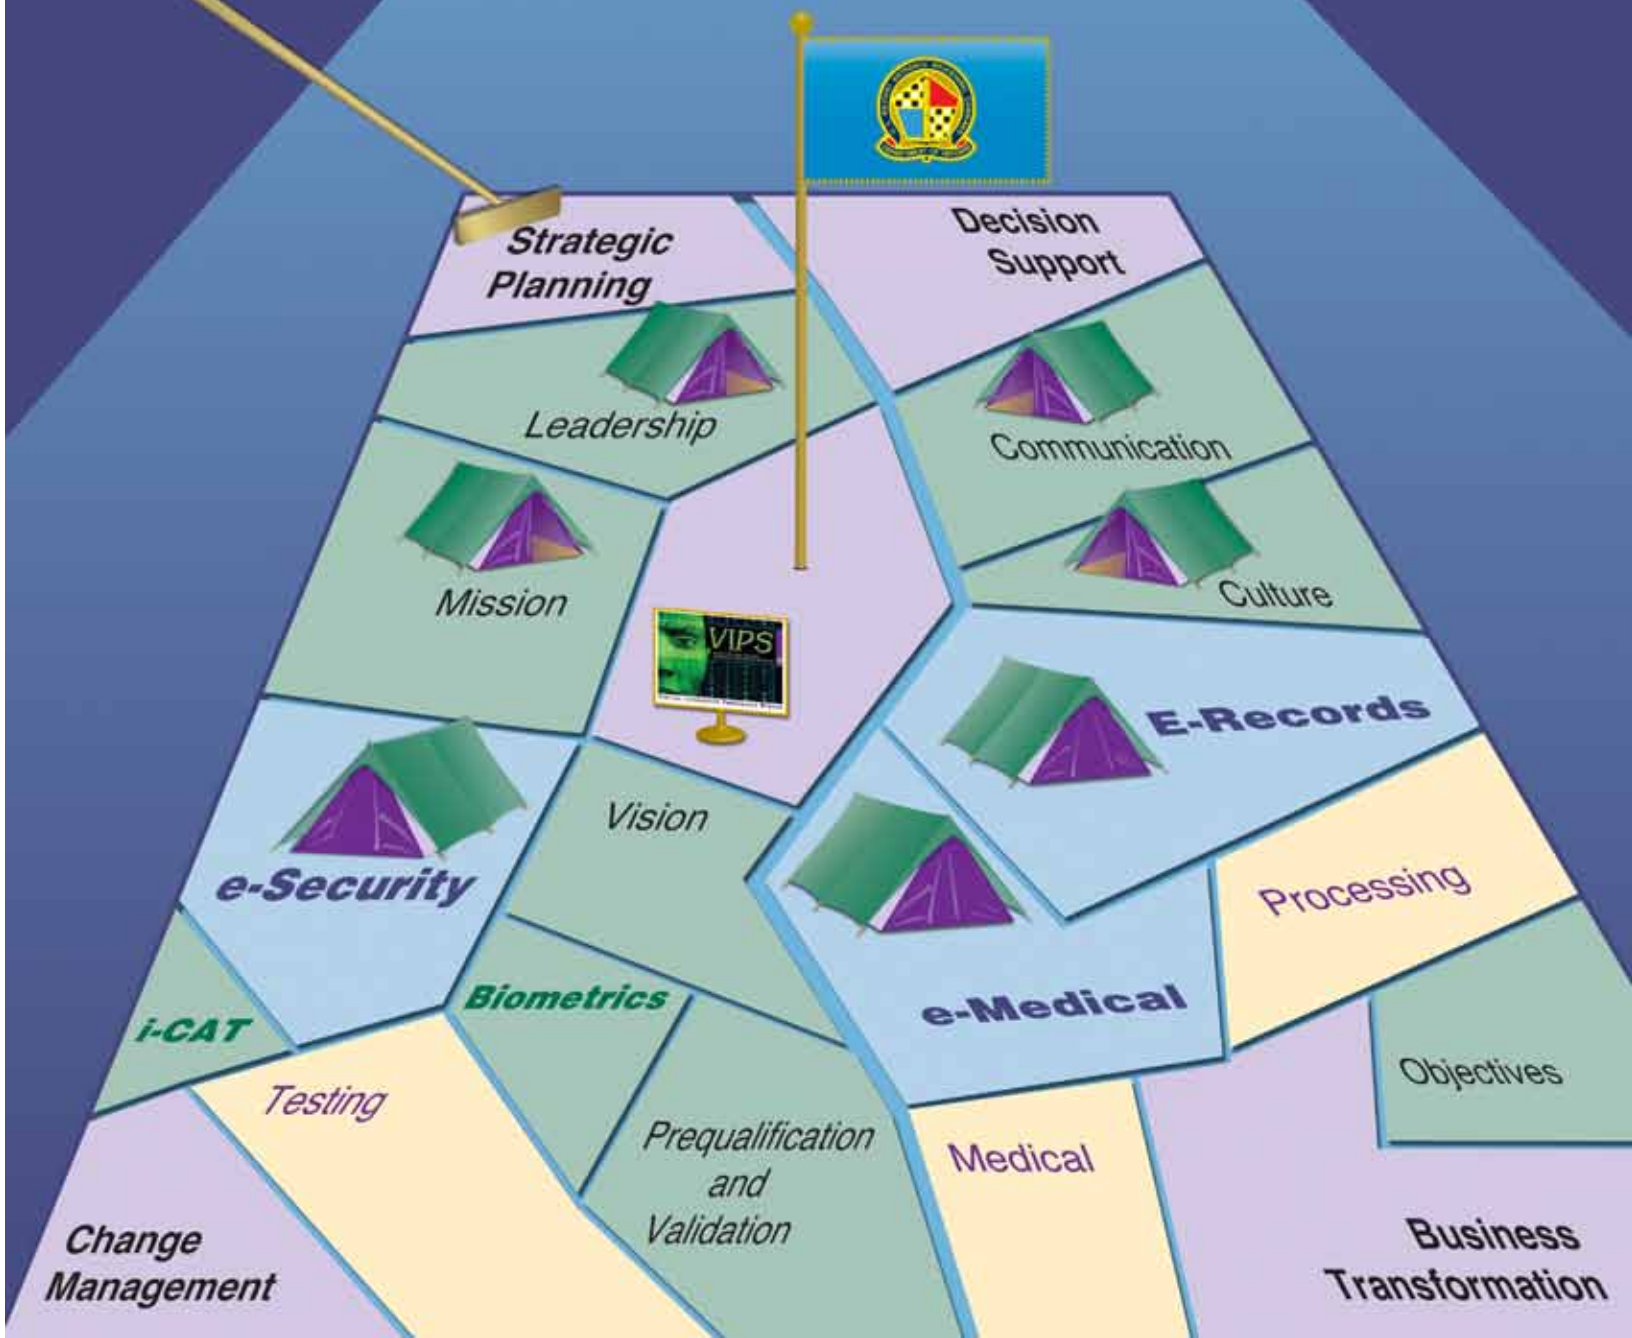 Strategic
Planning
Decision
Support
Leadership
Communication
Mission
Culture
VIPS
E-Records
e-Security
Vision
Processing
Biometrics
e-Medical
i-CAT
Objectives
Testing
Prequalification
and
Validation
Medical
Change
Management
Business
Transformation